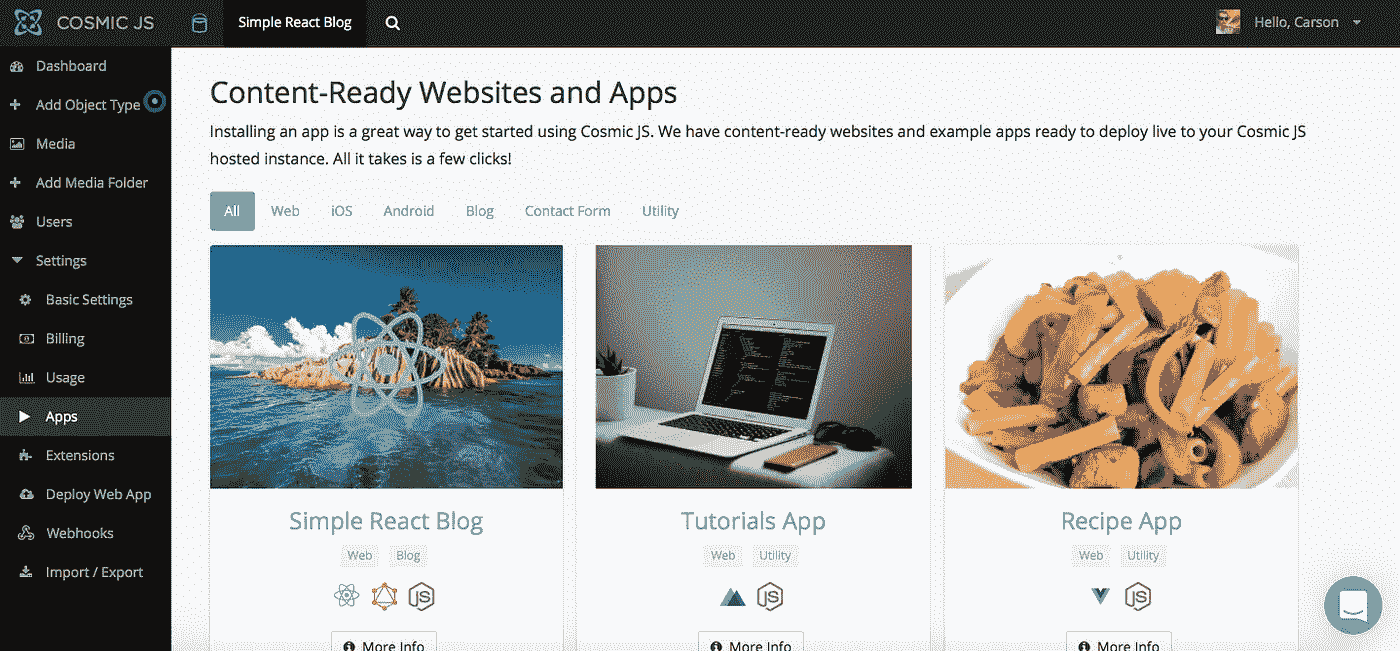 COSMIC JS
Simple React Blog
Hello, Carson
Dashboard
Add Object Type
Media
Add Media Folder
Users
Settings
Basic Settings
Billing
Usage
Apps
Extensions
Deploy Web App
Webhooks
Import / Export
Content-Ready Websites and Apps
Installing an app is a great way to get started using Cosmic JS. We have content-ready websites and example apps ready to deploy live to your Cosmic JS
hosted instance. All it takes is a few clicks!
All Web iOS Android Blog Contact Form Utility
Simple React Blog
Web Blog
JS
More Info
Tutorials App
Web Utility
JS
More Info
Recipe App
Web Utility
JS
More Info